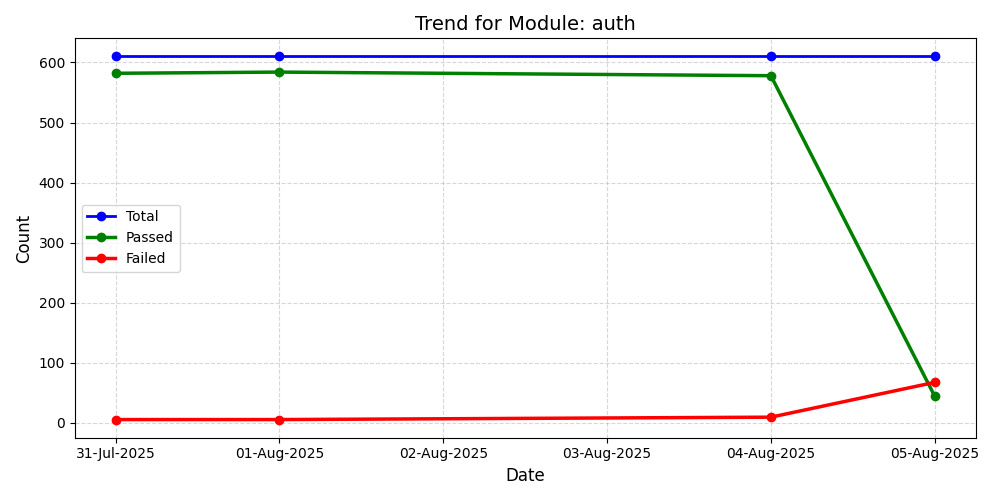 Trend for Module: auth
600
500
400
300
200
100
0
Count
Total
Passed
Failed
31-Jul-2025
01-Aug-2025
02-Aug-2025
03-Aug-2025
04-Aug-2025
05-Aug-2025
Date